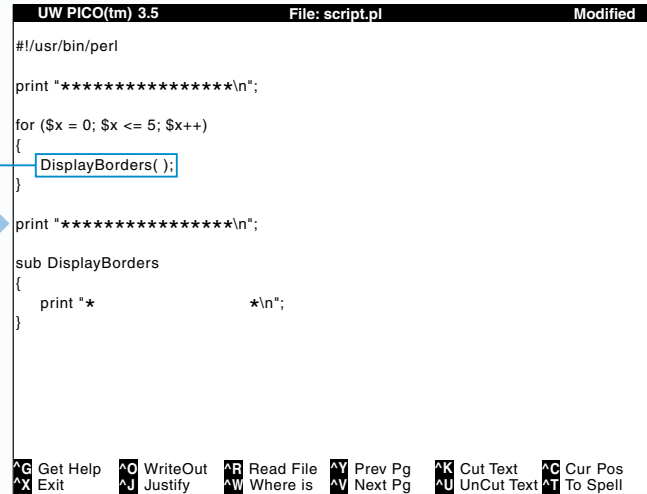 UW PICO(tm) 3.5 File: script.pl Modified
#!/usr/bin/perl
print "****************\n";
for ($x = 0; $x <= 5; $x++)
{
DisplayBorders( );
}
print "****************\n";
sub DisplayBorders
{
print "*                    *\n";
}
^G Get Help ^O WriteOut ^R Read File ^Y Prev Pg ^K Cut Text ^C Cur Pos
^X Exit ^J Justify ^W Where is ^V Next Pg ^U UnCut Text ^T To Spell